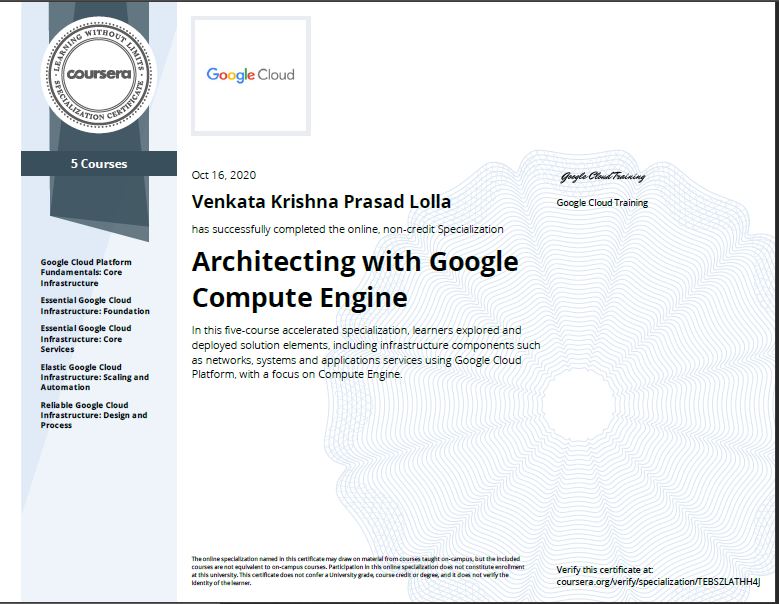 LEARNING WITHOUT LIMITS
coursera
SPECIALIZATION CERTIFICATE
5 Courses
Google Cloud Platform
Fundamentals: Core
Infrastructure
Essential Google Cloud
Infrastructure: Foundation
Essential Google Cloud
Infrastructure: Core
Services
Elastic Google Cloud
Infrastructure: Scaling and
Automation
Reliable Google Cloud
Infrastructure: Design and
Process
Google Cloud
Oct 16, 2020
Venkata Krishna Prasad Lolla
has successfully completed the online, non-credit Specialization
Architecting with Google
Compute Engine
In this five-course accelerated specialization, learners explored and
deployed solution elements, including infrastructure components such
as networks, systems and applications services using Google Cloud
Platform, with a focus on Compute Engine.
Google Cloud Training
Google Cloud Training
The online specialization named in this certificate may draw on material from courses taught on-campus, but the included
courses are not equivalent to on-campus courses. Participation in this online specialization does not constitute enrollment
at this university. This certificate does not confer a University grade, course credit or degree, and it does not verify the
identity of the learner.
Verify this certificate at:
coursera.org/verify/specialization/TEBSZLATHH4J